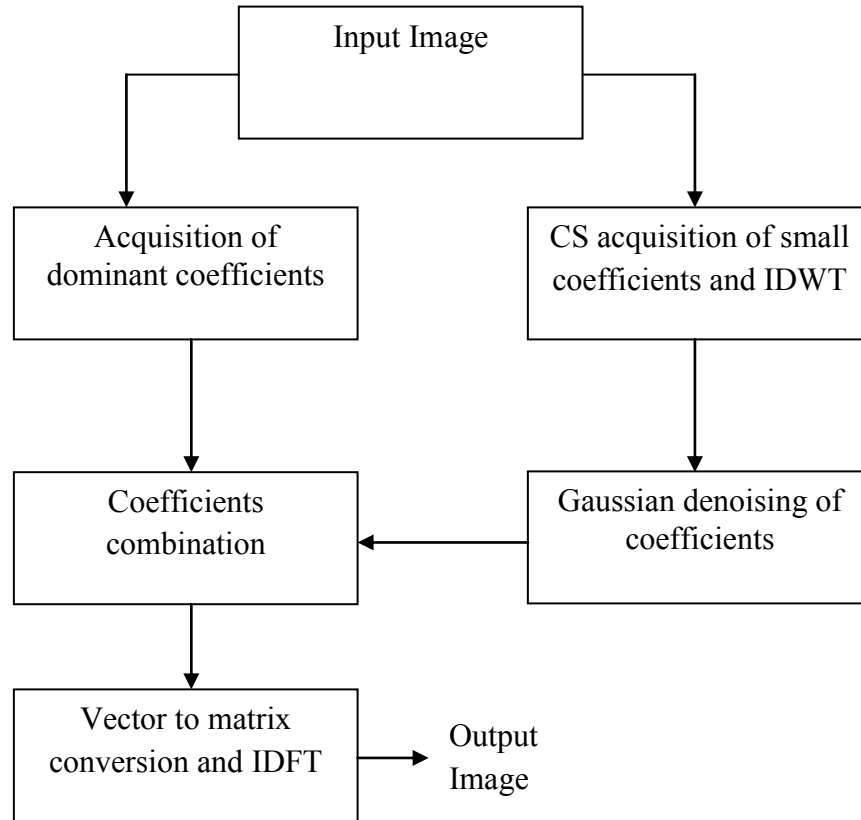 Input Image
Acquisition of
dominant coefficients
CS acquisition of small
coefficients and IDWT
Coefficients
combination
Gaussian denoising of
coefficients
Vector to matrix
conversion and IDFT
Output
Image